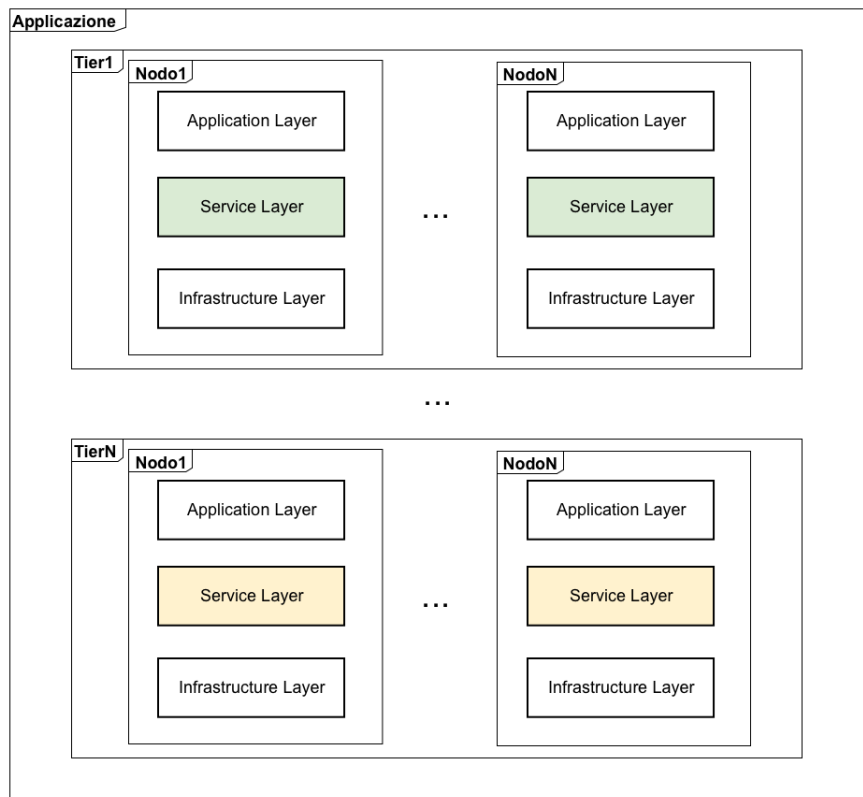 Applicazione
Tier1
Nodo1
NodoN
Application Layer
Application Layer
Service Layer
...
Service Layer
Infrastructure Layer
Infrastructure Layer
...
TierN
Nodo1
NodoN
Application Layer
Application Layer
Service Layer
...
Service Layer
Infrastructure Layer
Infrastructure Layer